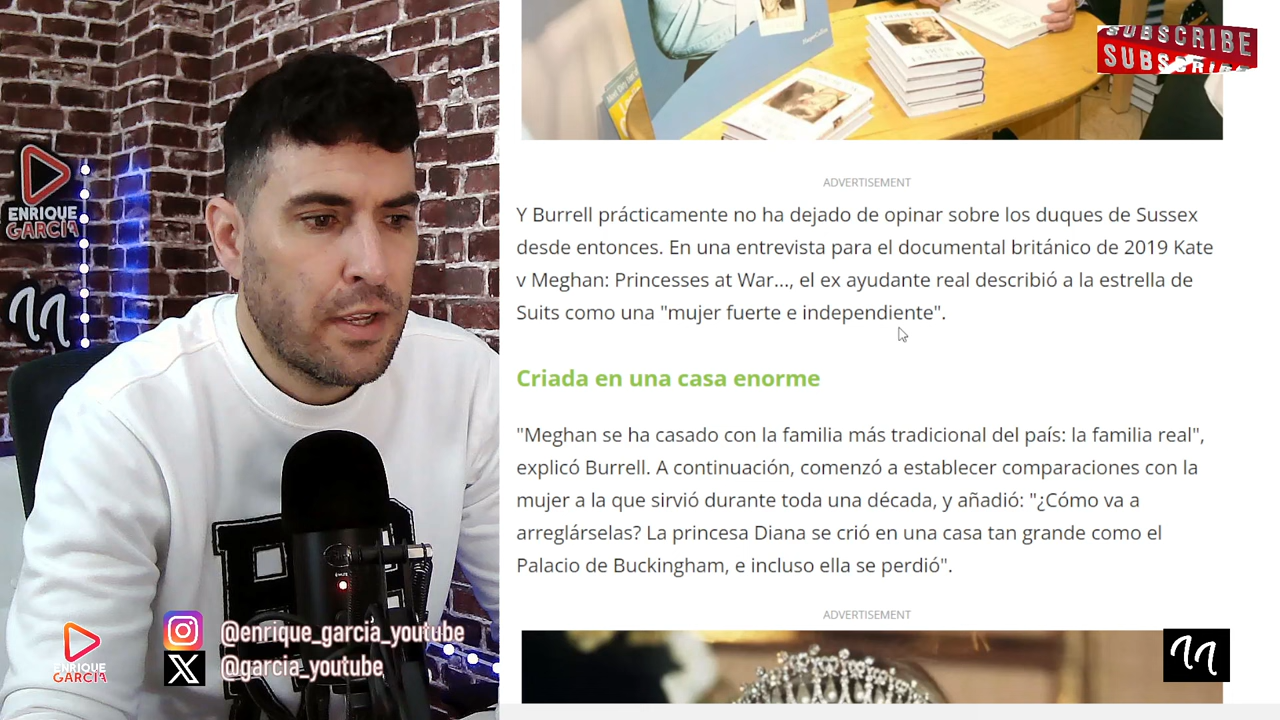 SUBSCRIBE
SUBSCRIBE
ADVERTISEMENT
Y Burrell prácticamente no ha dejado de opinar sobre los duques de Sussex
desde entonces. En una entrevista para el documental británico de 2019 Kate
v Meghan: Princesses at War..., el ex ayudante real describió a la estrella de
Suits como una "mujer fuerte e independiente".
Criada en una casa enorme
"Meghan se ha casado con la familia más tradicional del país: la familia real",
explicó Burrell. A continuación, comenzó a establecer comparaciones con la
mujer a la que sirvió durante toda una década, y añadió: "¿Cómo va a
arreglárselas? La princesa Diana se crió en una casa tan grande como el
Palacio de Buckingham, e incluso ella se perdió".
ADVERTISEMENT
ENRIQUE
GARCIA
@enrique_garcia_youtube
@garcia_youtube
ENRIQUE
GARCIA